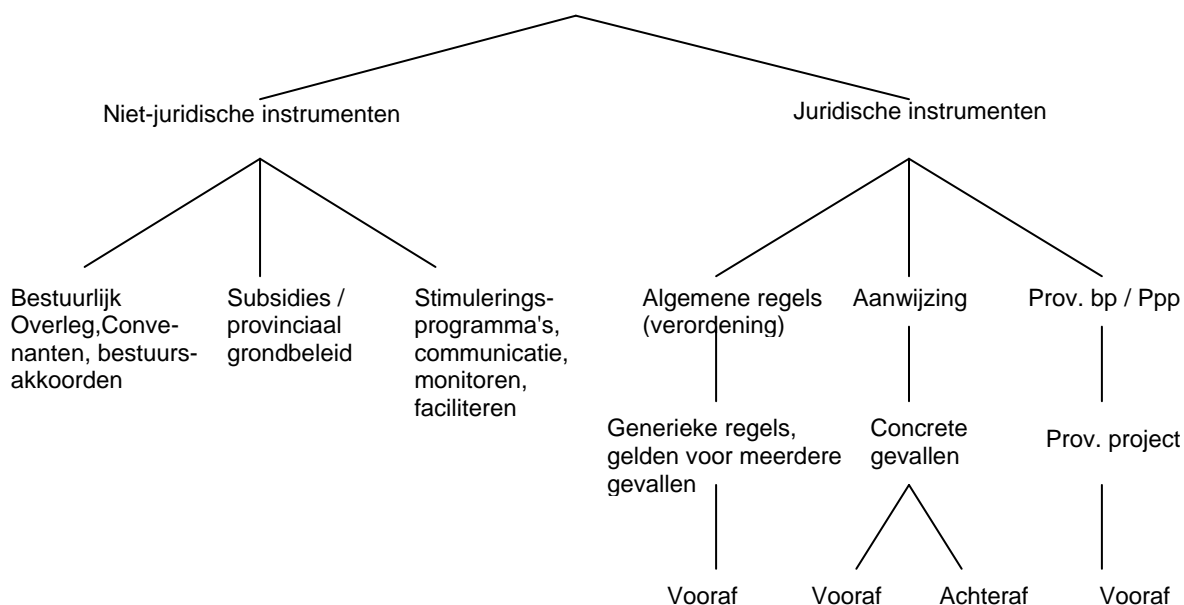 Niet-juridische instrumenten
Juridische instrumenten
Bestuurlijk
Overleg,Conve-
nanten, bestuurs-
akkoorden
Subsidies /
provinciaal
grondbeleid
Stimulerings-
programma's,
communicatie,
monitoren,
faciliteren
Algemene regels
(verordening)
Aanwijzing
Prov. bp / Ppp
Generieke regels,
gelden voor meerdere
gevallen
Concrete
gevallen
Prov. project
Vooraf
Vooraf
Achteraf
Vooraf